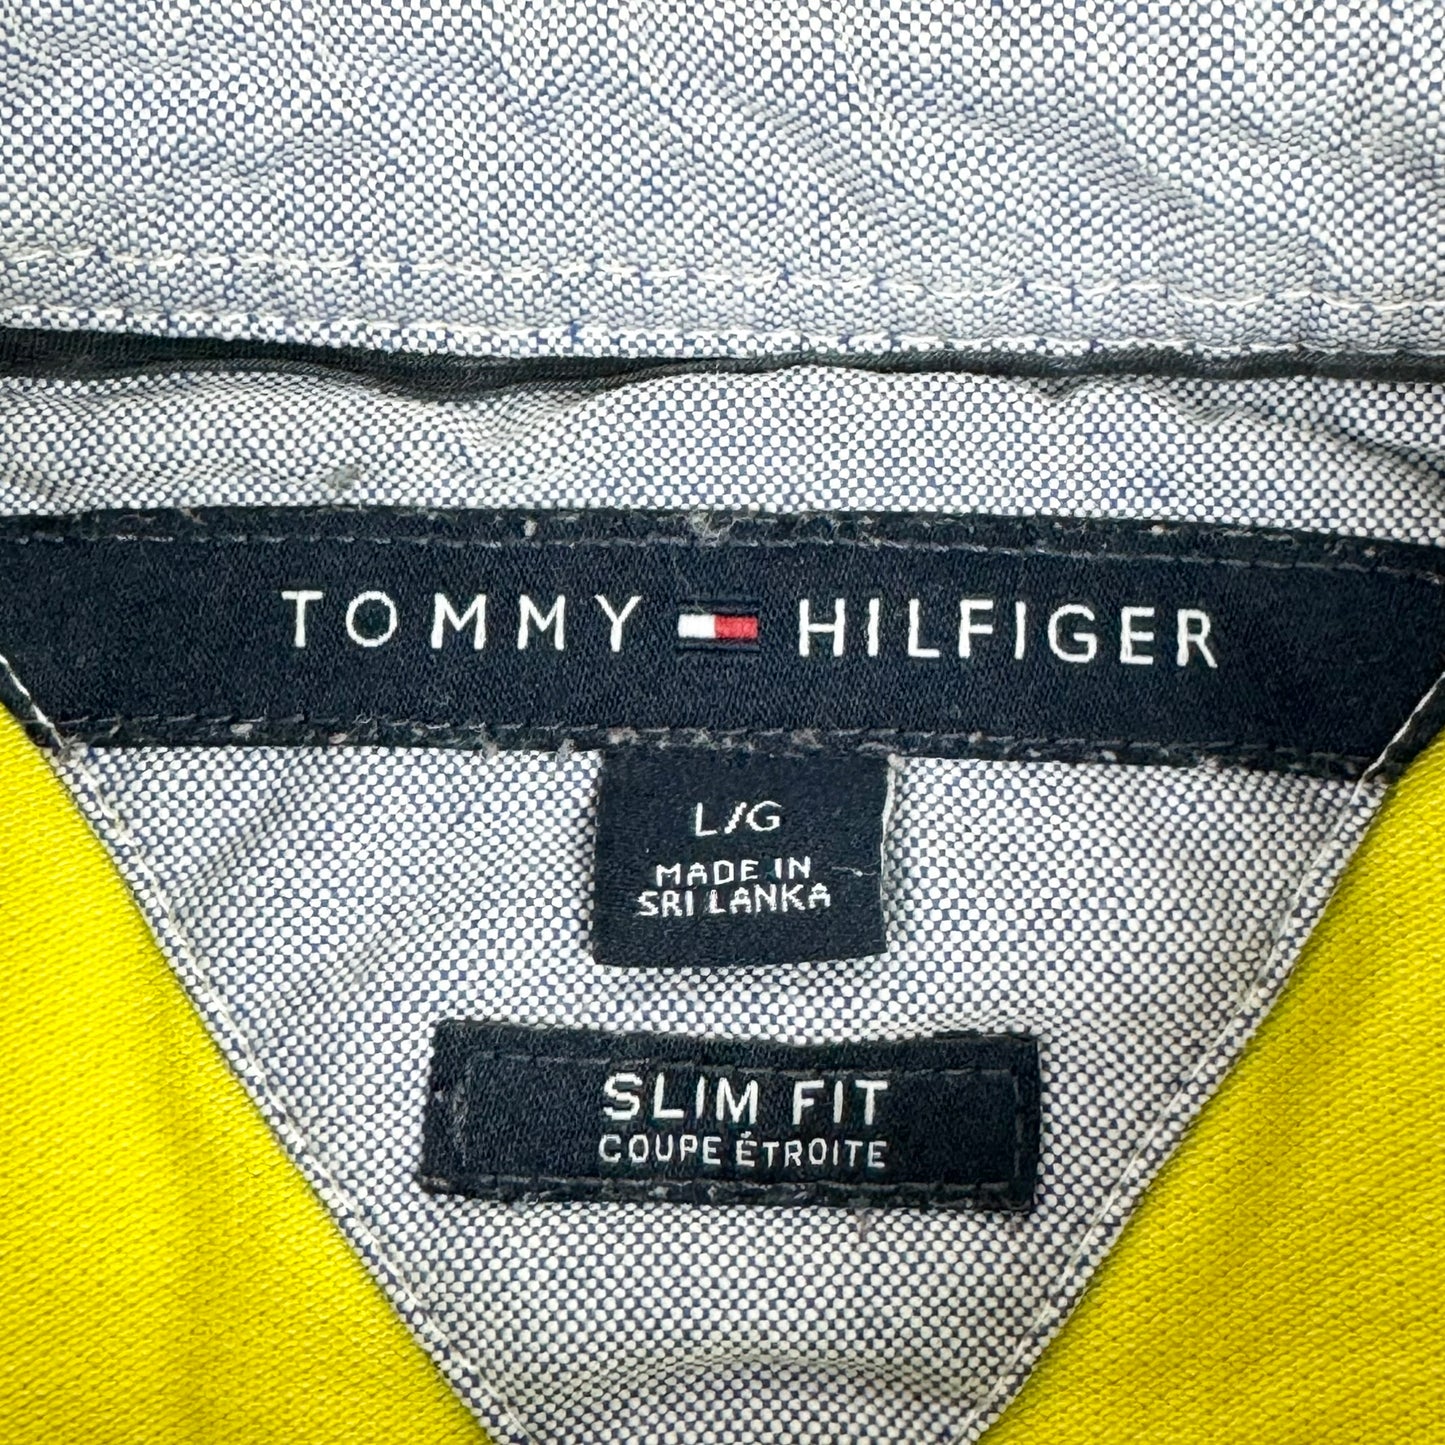 TOMMY HILFIGER
L/G
MADE IN
SRI LANKA
SLIM FIT
COUPE ÉTROITE